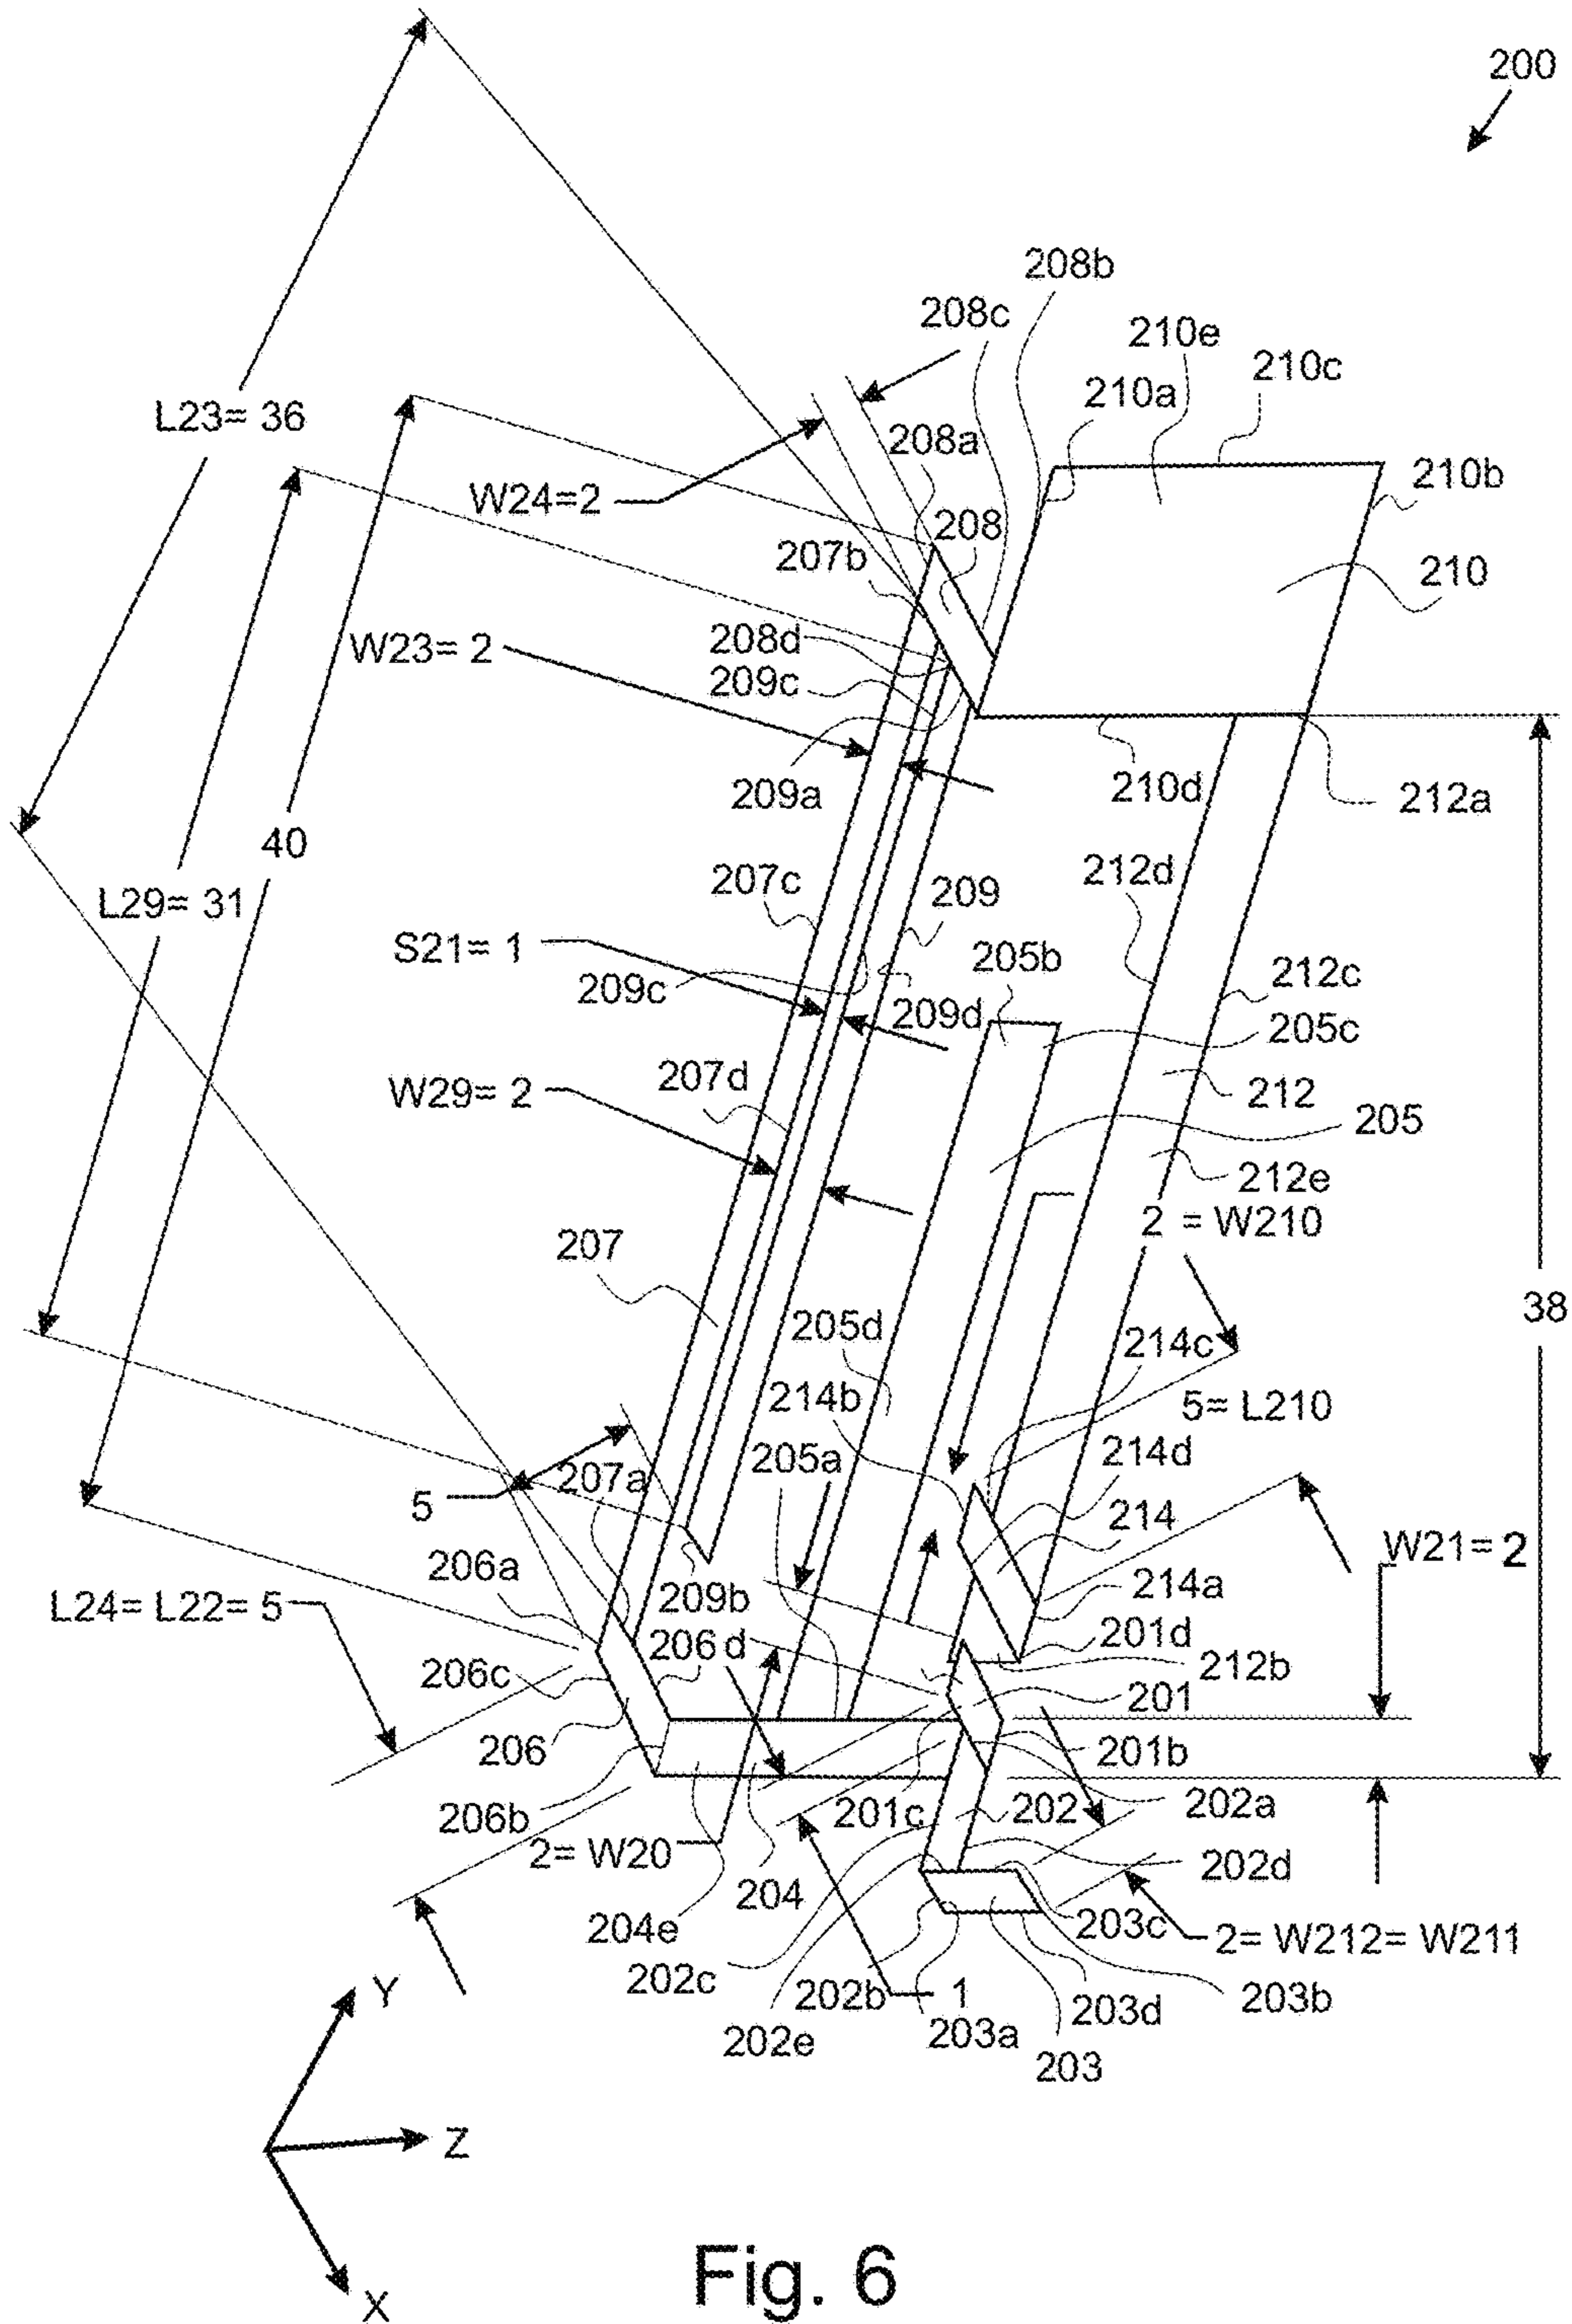 200
208b
208c
210e
210c
210a
L23= 36
208a
210b
W24=2
208
207b
210
208d
W23= 2
209c
209a
210d
212a
40
212d
207c
209
L29= 31
S21= 1
205b
209c
212c
209d
205c
207d
W29= 2
212
205
212e
2 = W210
207
38
205d
214c
214b
5= L210
214d
205a
207a
5
214
W21= 2
206a
214a
L24= L22= 5
209b
206d
201d
212b
206c
201
206
201b
206b
201c
202
202a
2= W20
202d
204
204e
203c
2= W212= W211
202c
202b
1
203d
203b
202e
203a
203
Y
Z
X
Fig. 6